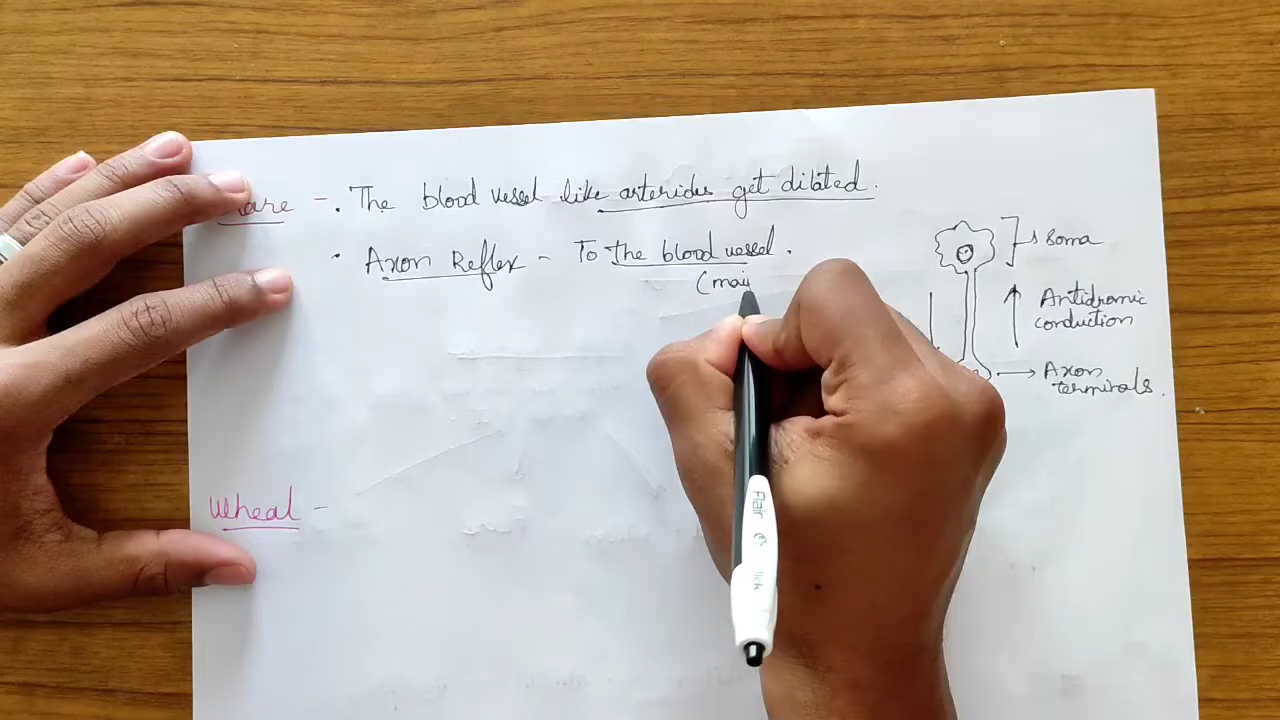 - . The blood vessel like arterides get dilated.
. Axon Reflex - To the blood vessel.
(mai
Soma
Antidromic
conduction
Axon
terminals.
Wheal -
Flair